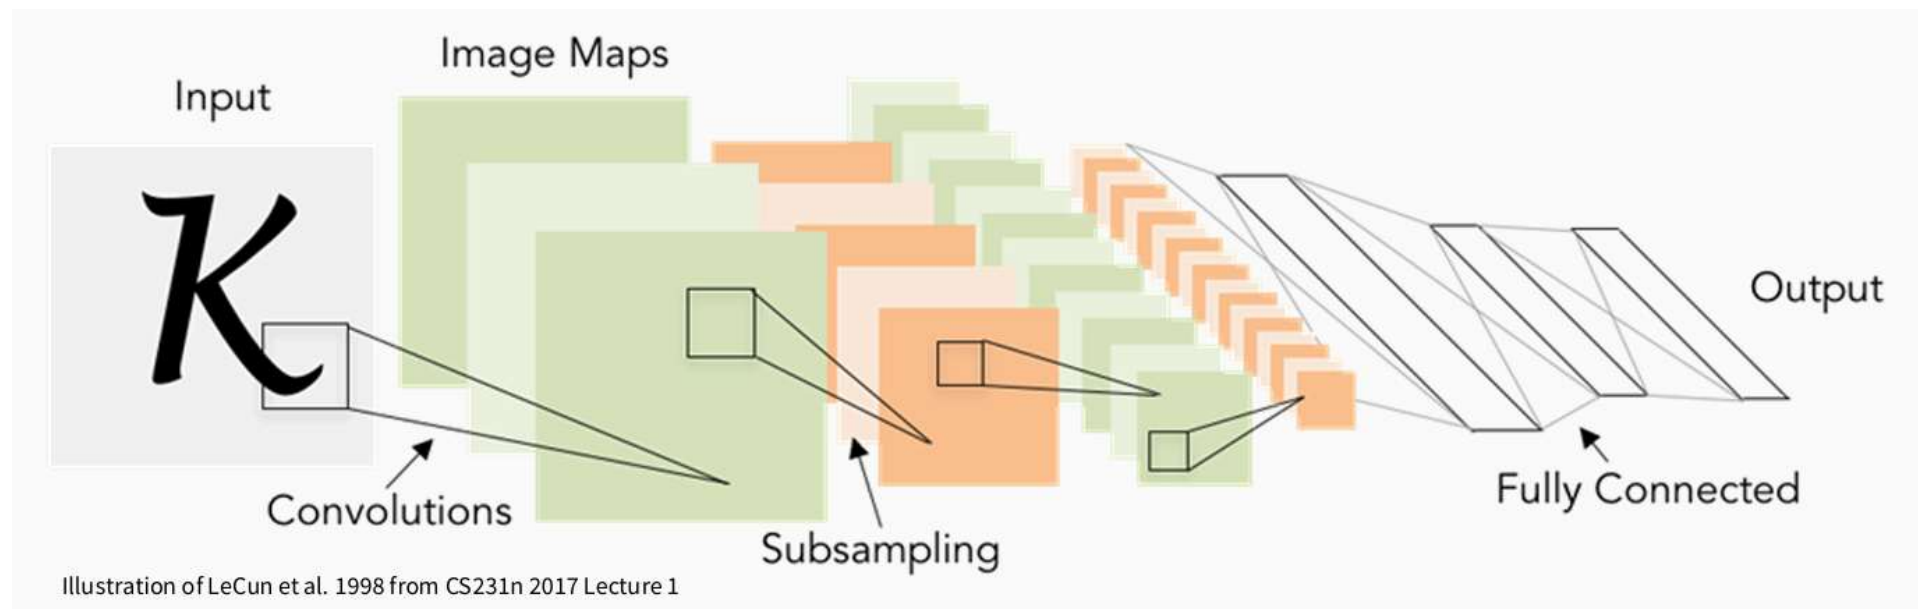 Image Maps
Input
K
Output
Convolutions
Fully Connected
Subsampling
Illustration of LeCun et al. 1998 from CS231n 2017 Lecture 1